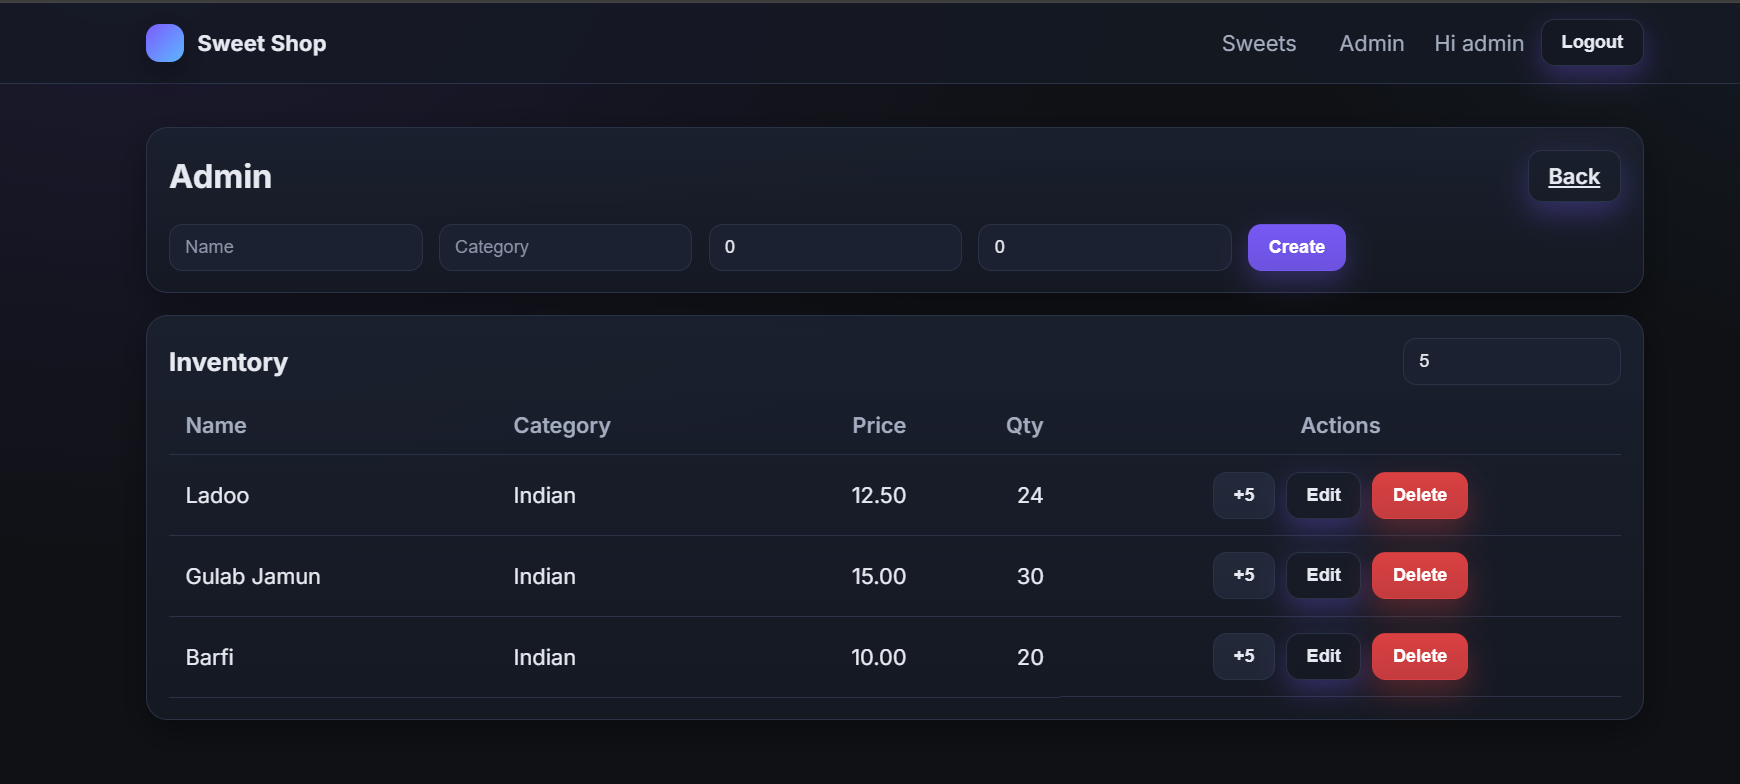 Sweet Shop Sweets Admin Hi admin Logout
Admin Back
Name Category 0 0 Create
Inventory 5
Name Category Price Qty Actions
Ladoo Indian 12.50 24 +5 Edit Delete
Gulab Jamun Indian 15.00 30 +5 Edit Delete
Barfi Indian 10.00 20 +5 Edit Delete